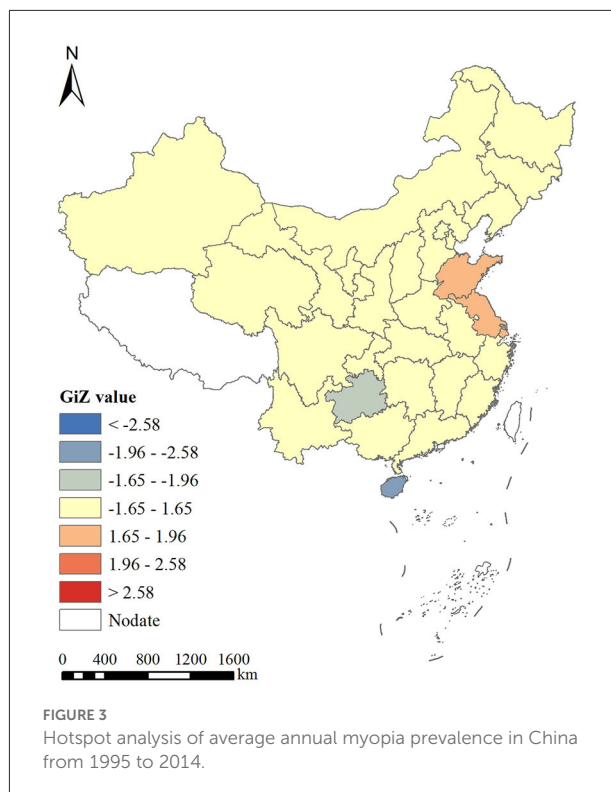 N
GiZ value
< -2.58
-1.96 - -2.58
-1.65 - -1.96
-1.65 - 1.65
1.65 - 1.96
1.96 - 2.58
> 2.58
Nodate
0 400 800 1200 1600
km
FIGURE 3
Hotspot analysis of average annual myopia prevalence in China
from 1995 to 2014.